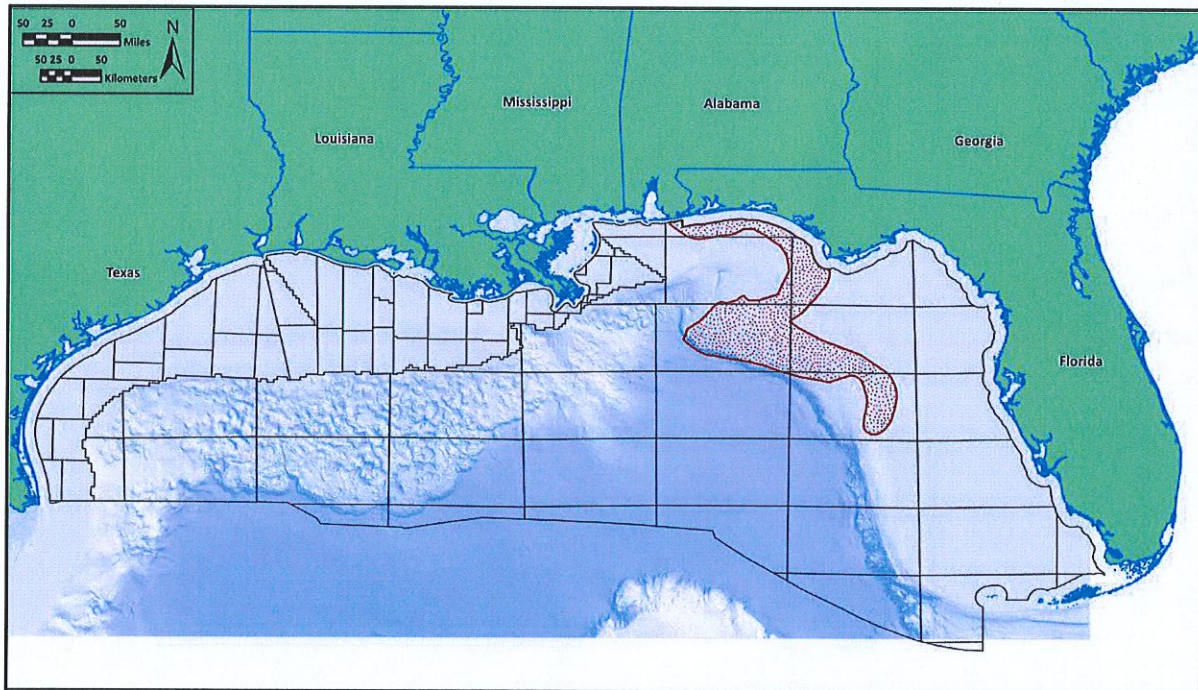 50 25 0 50
Miles
50 25 0 50
Kilometers
N
Mississippi
Alabama
Louisiana
Georgia
Texas
Florida